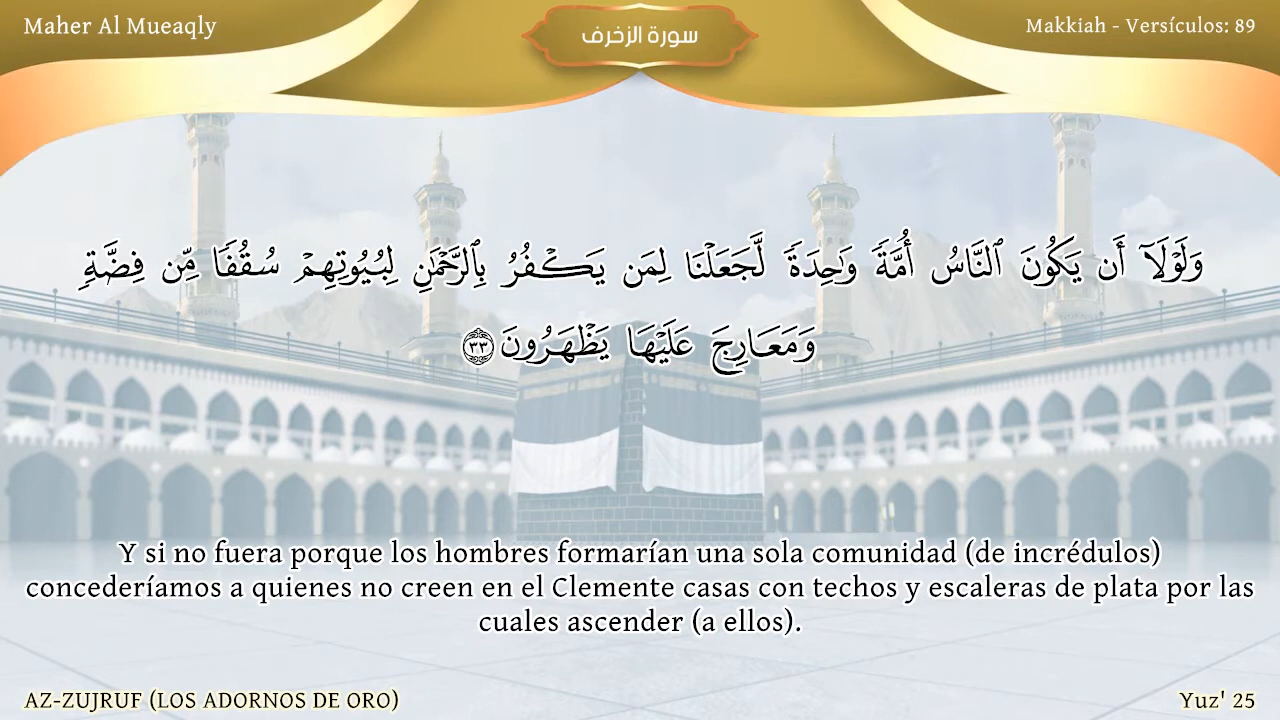 Maher Al Mueaqly
سورة الزخرف
Makkiah - Versículos: 89
وَلَوْلَآ أَن يَكُونَ ٱلنَّاسُ أُمَّةً وَٰحِدَةً لَّجَعَلْنَا لِمَن يَكْفُرُ بِٱلرَّحْمَٰنِ لِبُيُوتِهِمْ سُقُفًا مِّن فِضَّةٍ
وَمَعَارِجَ عَلَيْهَا يَظْهَرُونَ ٣٣
Y si no fuera porque los hombres formarían una sola comunidad (de incrédulos)
concederíamos a quienes no creen en el Clemente casas con techos y escaleras de plata por las
cuales ascender (a ellos).
AZ-ZUJRUF (LOS ADORNOS DE ORO)
Yuz' 25